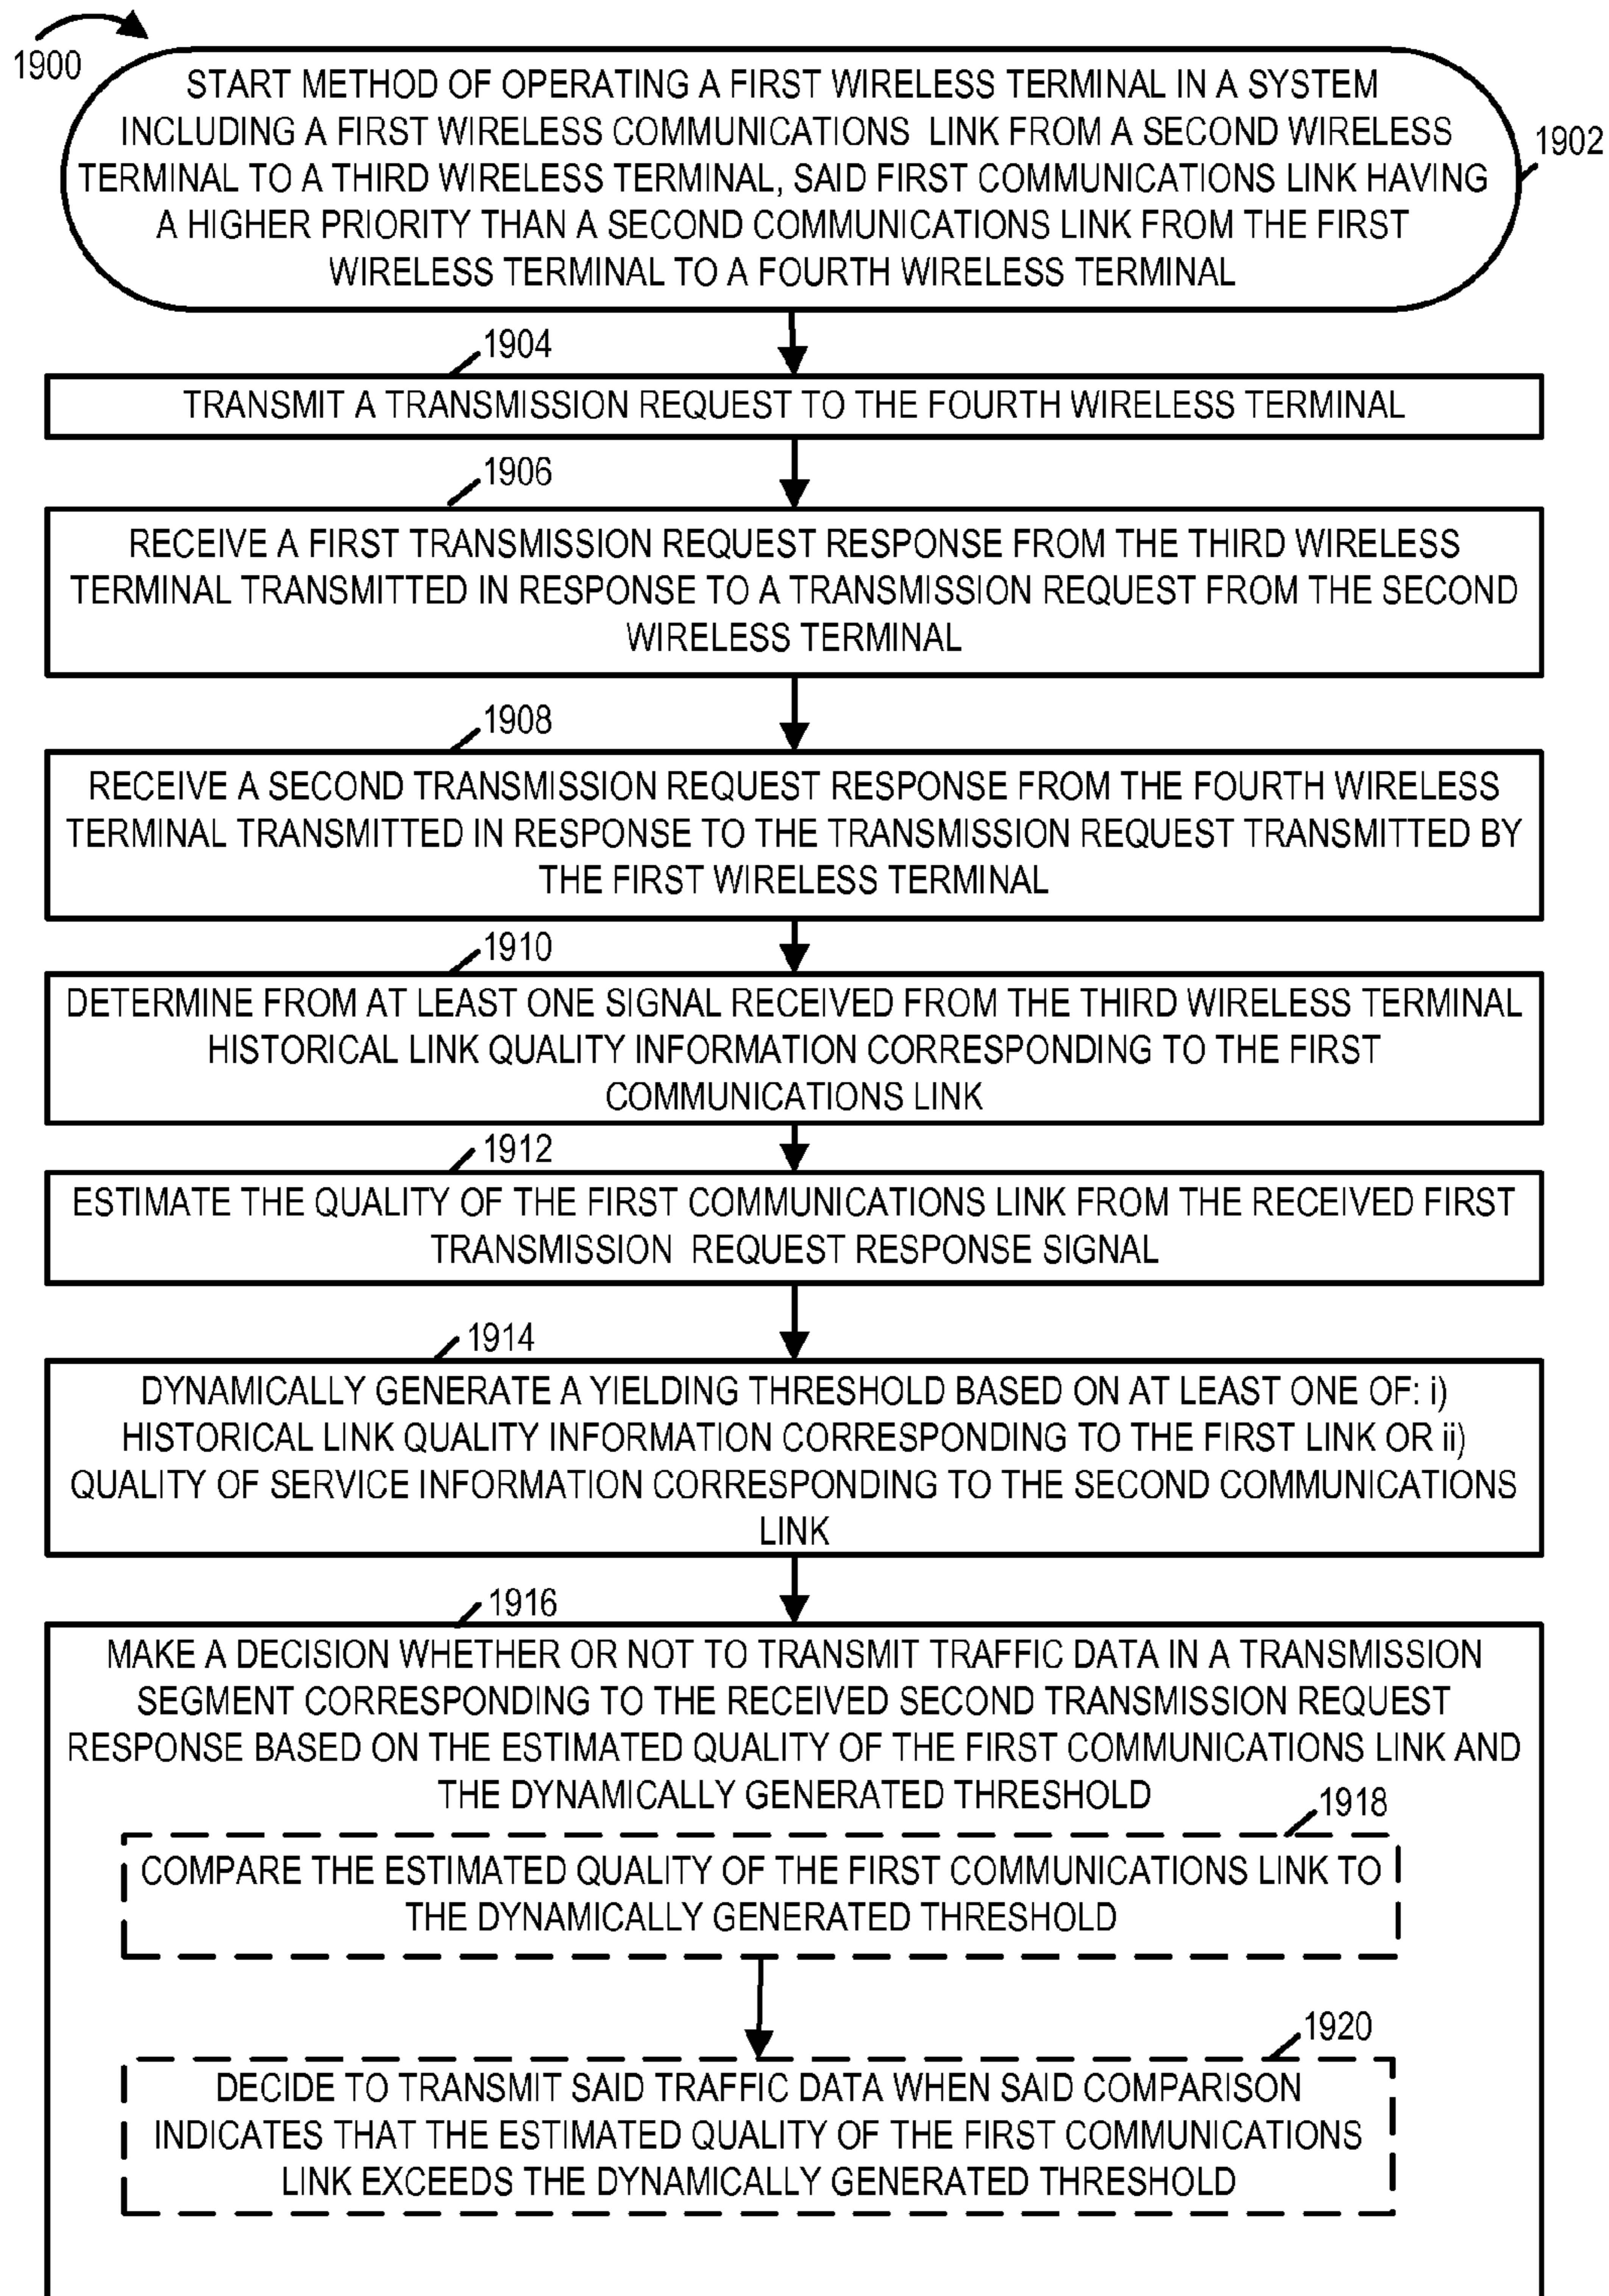 1900
START METHOD OF OPERATING A FIRST WIRELESS TERMINAL IN A SYSTEM
INCLUDING A FIRST WIRELESS COMMUNICATIONS LINK FROM A SECOND WIRELESS
TERMINAL TO A THIRD WIRELESS TERMINAL, SAID FIRST COMMUNICATIONS LINK HAVING
A HIGHER PRIORITY THAN A SECOND COMMUNICATIONS LINK FROM THE FIRST
WIRELESS TERMINAL TO A FOURTH WIRELESS TERMINAL
1902
1904
TRANSMIT A TRANSMISSION REQUEST TO THE FOURTH WIRELESS TERMINAL
1906
RECEIVE A FIRST TRANSMISSION REQUEST RESPONSE FROM THE THIRD WIRELESS
TERMINAL TRANSMITTED IN RESPONSE TO A TRANSMISSION REQUEST FROM THE SECOND
WIRELESS TERMINAL
1908
RECEIVE A SECOND TRANSMISSION REQUEST RESPONSE FROM THE FOURTH WIRELESS
TERMINAL TRANSMITTED IN RESPONSE TO THE TRANSMISSION REQUEST TRANSMITTED BY
THE FIRST WIRELESS TERMINAL
1910
DETERMINE FROM AT LEAST ONE SIGNAL RECEIVED FROM THE THIRD WIRELESS TERMINAL
HISTORICAL LINK QUALITY INFORMATION CORRESPONDING TO THE FIRST
COMMUNICATIONS LINK
1912
ESTIMATE THE QUALITY OF THE FIRST COMMUNICATIONS LINK FROM THE RECEIVED FIRST
TRANSMISSION REQUEST RESPONSE SIGNAL
1914
DYNAMICALLY GENERATE A YIELDING THRESHOLD BASED ON AT LEAST ONE OF: i)
HISTORICAL LINK QUALITY INFORMATION CORRESPONDING TO THE FIRST LINK OR ii)
QUALITY OF SERVICE INFORMATION CORRESPONDING TO THE SECOND COMMUNICATIONS
LINK
1916
MAKE A DECISION WHETHER OR NOT TO TRANSMIT TRAFFIC DATA IN A TRANSMISSION
SEGMENT CORRESPONDING TO THE RECEIVED SECOND TRANSMISSION REQUEST
RESPONSE BASED ON THE ESTIMATED QUALITY OF THE FIRST COMMUNICATIONS LINK AND
THE DYNAMICALLY GENERATED THRESHOLD
1918
COMPARE THE ESTIMATED QUALITY OF THE FIRST COMMUNICATIONS LINK TO
THE DYNAMICALLY GENERATED THRESHOLD
1920
DECIDE TO TRANSMIT SAID TRAFFIC DATA WHEN SAID COMPARISON
INDICATES THAT THE ESTIMATED QUALITY OF THE FIRST COMMUNICATIONS
LINK EXCEEDS THE DYNAMICALLY GENERATED THRESHOLD